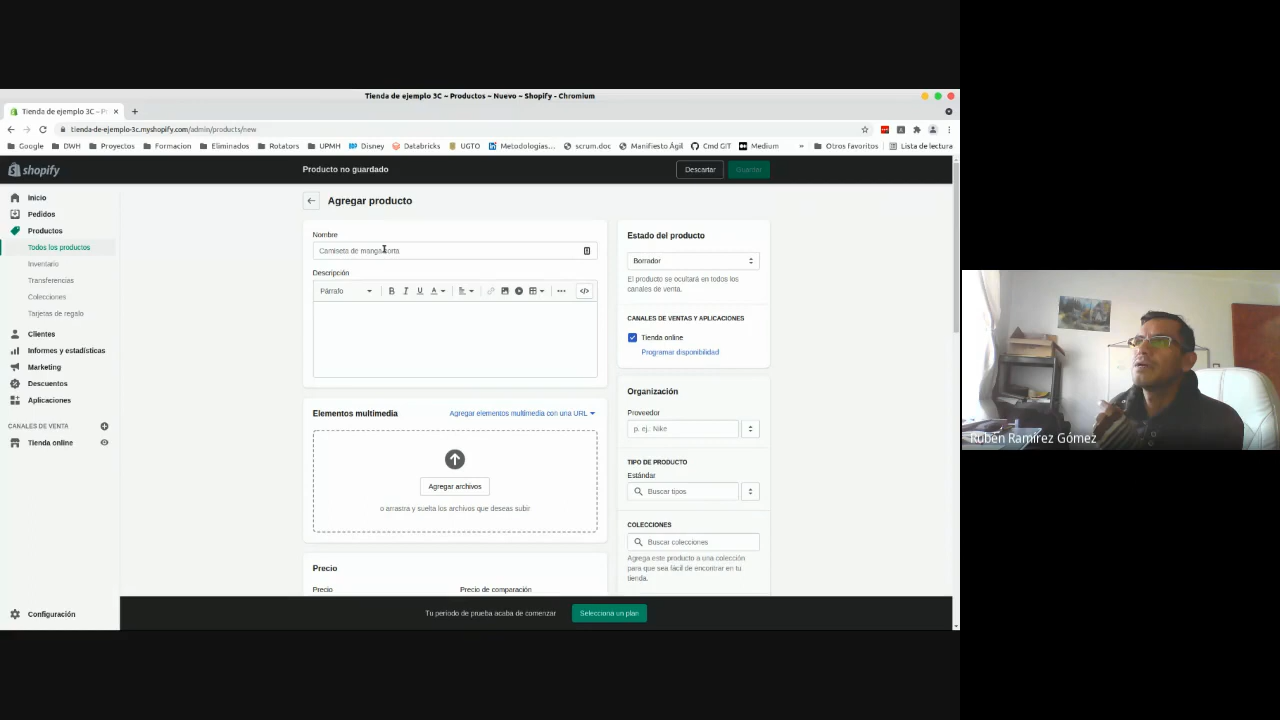 Tienda de ejemplo 3C ~ Productos ~ Nuevo ~ Shopify - Chromium
Tienda de ejemplo 3C ~ P
tienda-de-ejemplo-3c.myshopify.com/admin/products/new
Google DWH Proyectos Formacion Eliminados Rotators UPMH Disney Databricks UGTO Metodologias... scrum.doc Manifiesto Ágil Cmd GIT Medium » Otros favoritos Lista de lectura
shopify Producto no guardado Descartar Guardar
Inicio
Pedidos
Productos
Todos los productos
Inventario
Transferencias
Colecciones
Tarjetas de regalo
Clientes
Informes y estadísticas
Marketing
Descuentos
Aplicaciones
CANALES DE VENTA
Tienda online
Configuración
Agregar producto
Nombre
Camiseta de manga corta
Descripción
Párrafo B I U A
Elementos multimedia Agregar elementos multimedia con una URL
Agregar archivos
o arrastra y suelta los archivos que deseas subir.
Precio
Precio Precio de comparación
Estado del producto
Borrador
El producto se ocultará en todos los
canales de venta.
CANALES DE VENTAS Y APLICACIONES
Tienda online
Programar disponibilidad
Organización
Proveedor
p. ej.: Nike
TIPO DE PRODUCTO
Estándar
Buscar tipos
COLECCIONES
Buscar colecciones
Agrega este producto a una colección
para que sea fácil de encontrar en tu
tienda.
Tu periodo de prueba acaba de comenzar Selecciona un plan
Rubén Ramírez Gómez